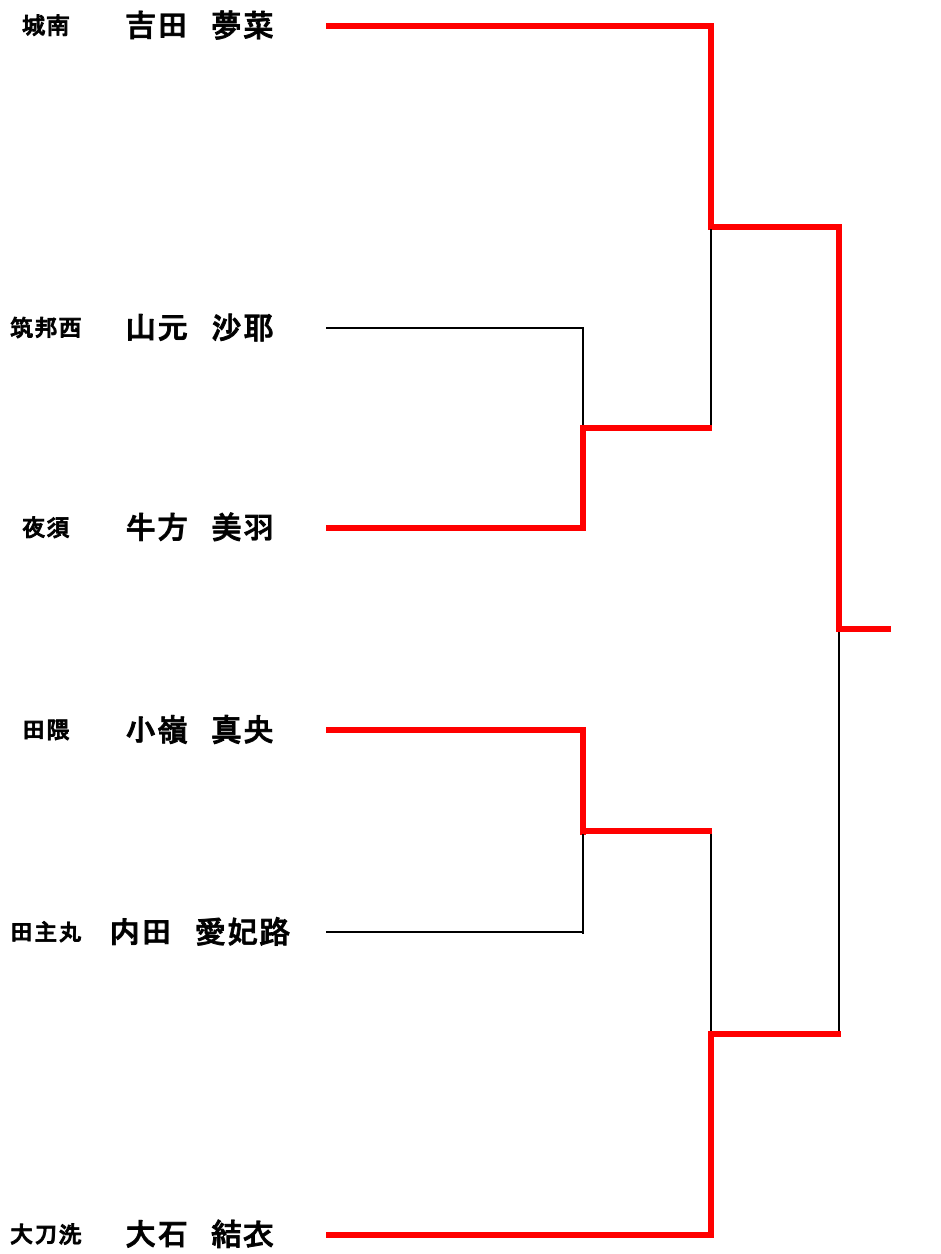 城南 吉田 夢菜
筑邦西 山元 沙耶
夜須 牛方 美羽
田隈 小嶺 真央
田主丸 内田 愛妃路
大刀洗 大石 結衣